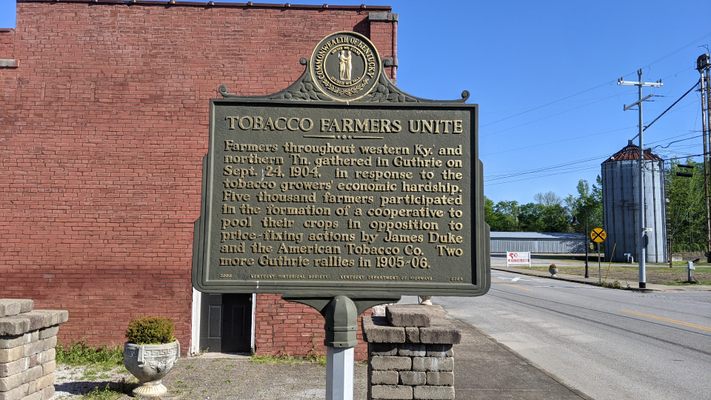 COMMONWEALTH OF KENTUCKY
TOBACCO FARMERS UNITE
Farmers throughout western Ky. and
northern Tn. gathered in Guthrie on
Sept. 24, 1904, in response to the
tobacco growers' economic hardship.
Five thousand farmers participated
in the formation of a cooperative to
pool their crops in opposition to
price-fixing actions by James Duke
and the American Tobacco Co. Two
more Guthrie rallies in 1905-06.
KENTUCKY HISTORICAL SOCIETY KENTUCKY DEPARTMENT OF HIGHWAYS